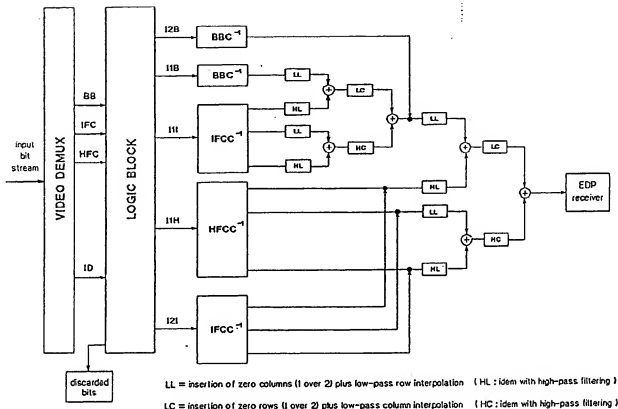 input
bit
stream
VIDEO DEMUX
BB
IFC
HFC
ID
LOGIC BLOCK
discarded
bits
I2B
BBC⁻¹
I1B
BBC⁻¹
LL
LC
I1I
IFCC⁻¹
HL
LL
HL
HC
LL
LC
I1H
HFCC⁻¹
HL
LL
HC
HL
I2I
IFCC⁻¹
EDP
receiver
LL = insertion of zero columns (1 over 2) plus low-pass row interpolation ( HL : idem with high-pass filtering )
LC = insertion of zero rows (1 over 2) plus low-pass column interpolation ( HC : idem with high-pass filtering )